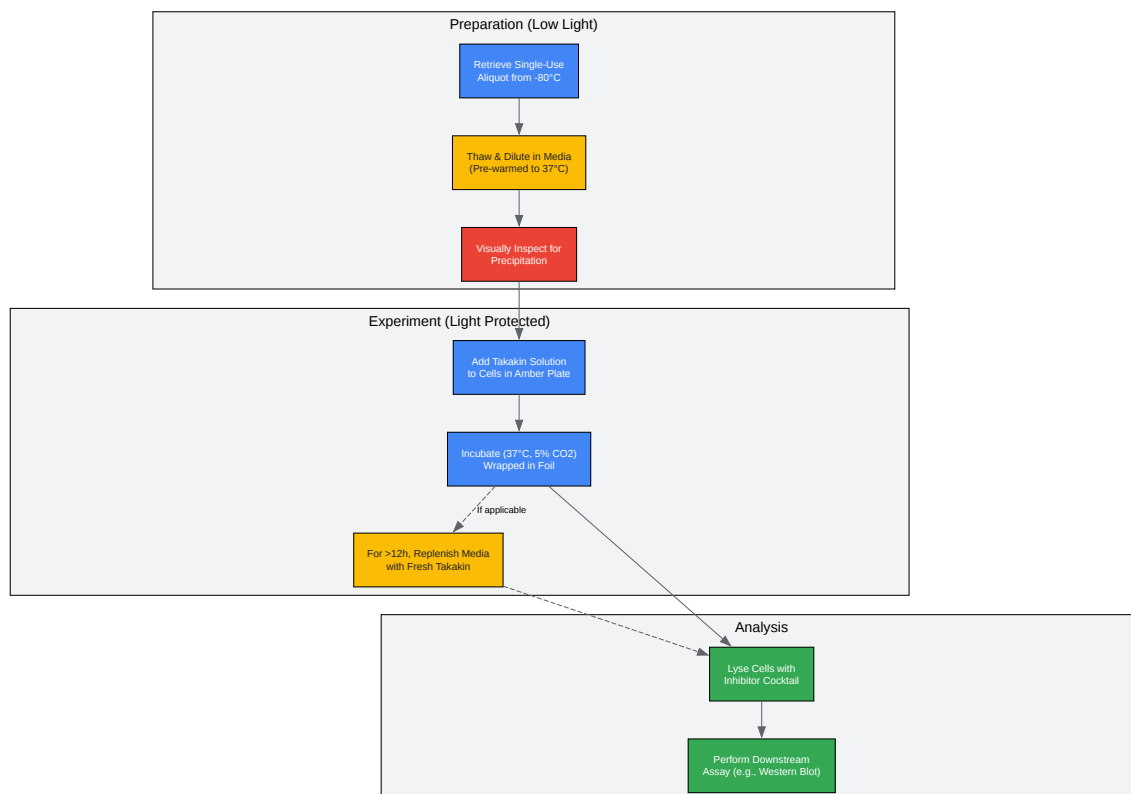 Preparation (Low Light)
Retrieve Single-Use
Aliquot from -80°C
Thaw & Dilute in Media
(Pre-warmed to 37°C)
Visually Inspect for
Precipitation
Experiment (Light Protected)
Add Takakin Solution
to Cells in Amber Plate
Incubate (37°C, 5% CO2)
Wrapped in Foil
If applicable
For >12h, Replenish Media
with Fresh Takakin
Analysis
Lyse Cells with
Inhibitor Cocktail
Perform Downstream
Assay (e.g., Western Blot)